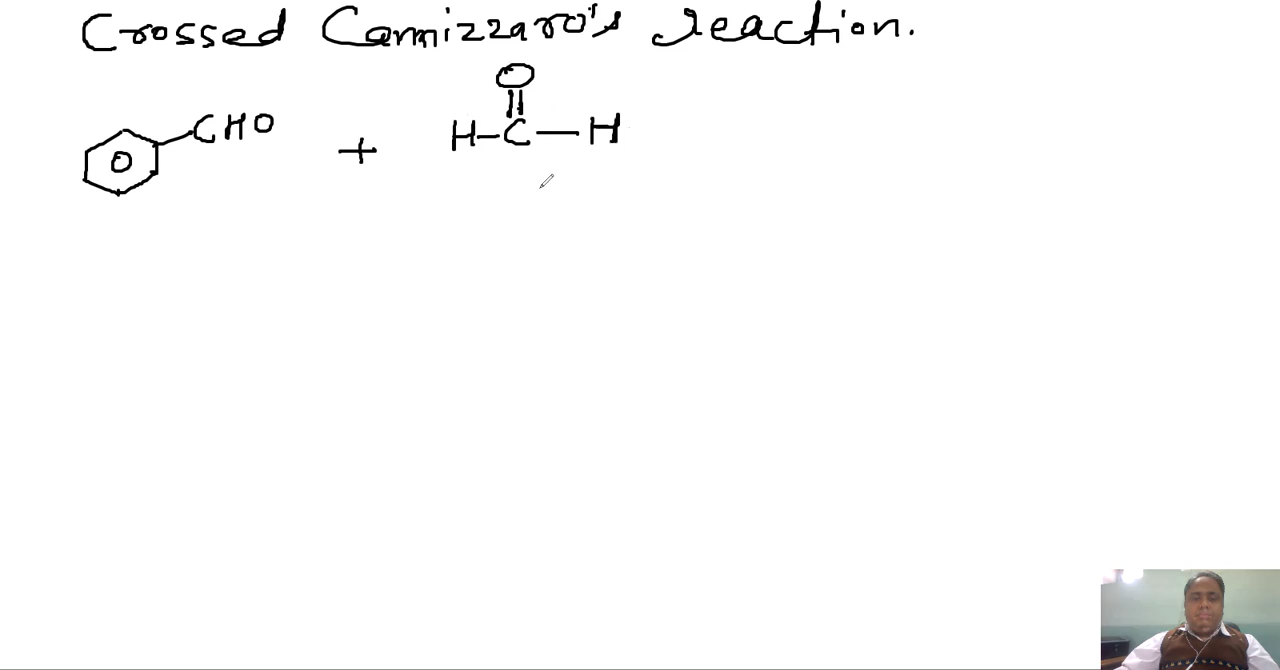 Crossed Cannizzaro's reaction.
O
CHO + H-C-H